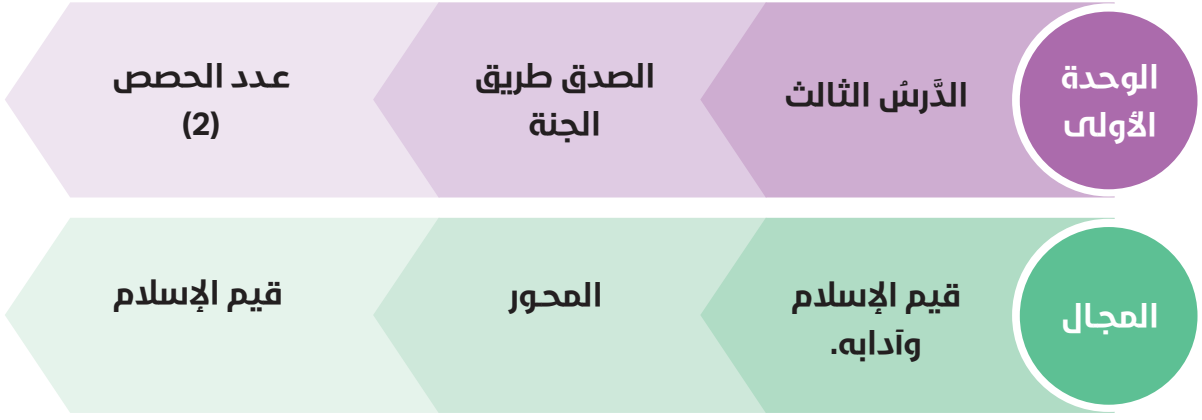 الوحدة
الأولى
الدَّرسُ الثالث
الصدق طريق
الجنة
عدد الحصص
(2)
المجال
قيم الإسلام
وآدابه.
المحور
قيم الإسلام